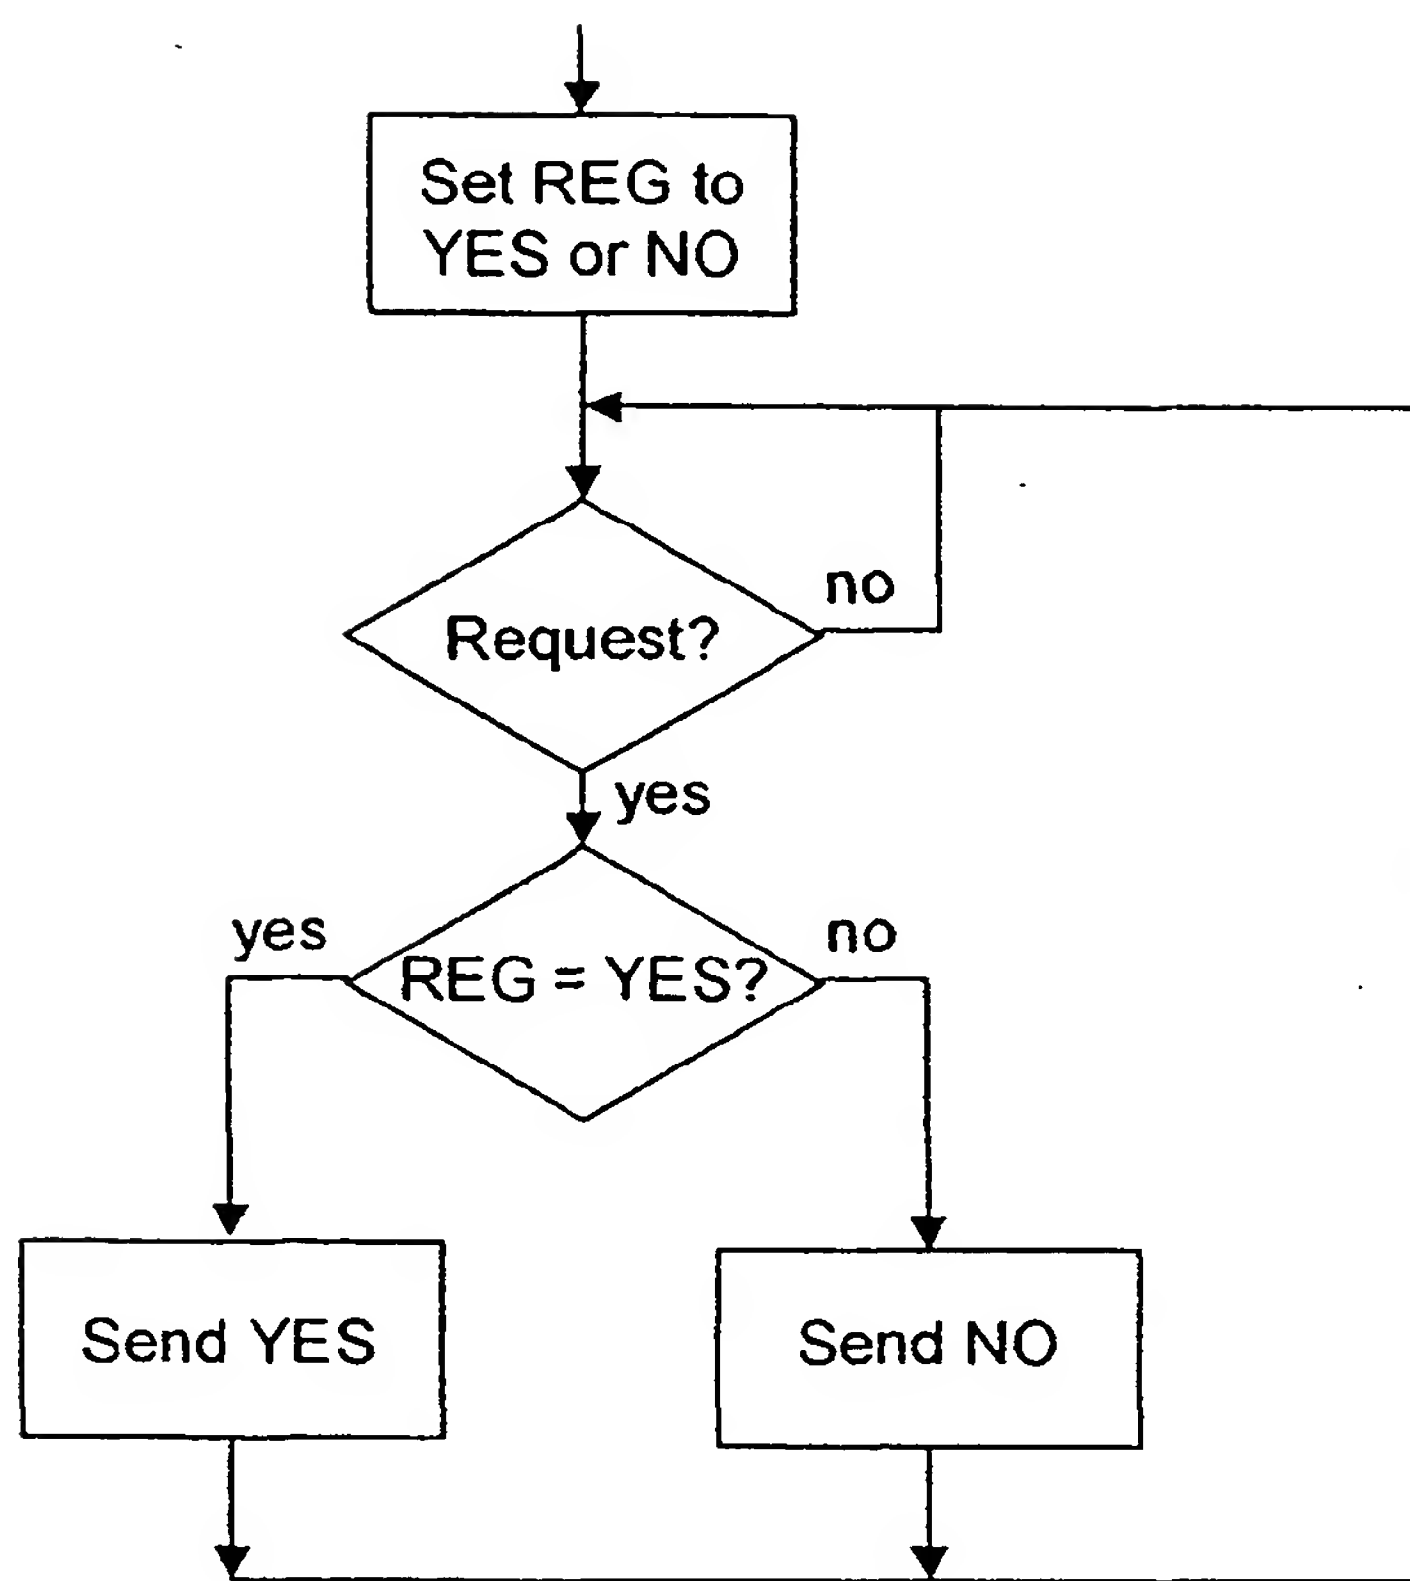 Set REG to
YES or NO
no
Request?
yes
yes
no
REG = YES?
Send YES
Send NO